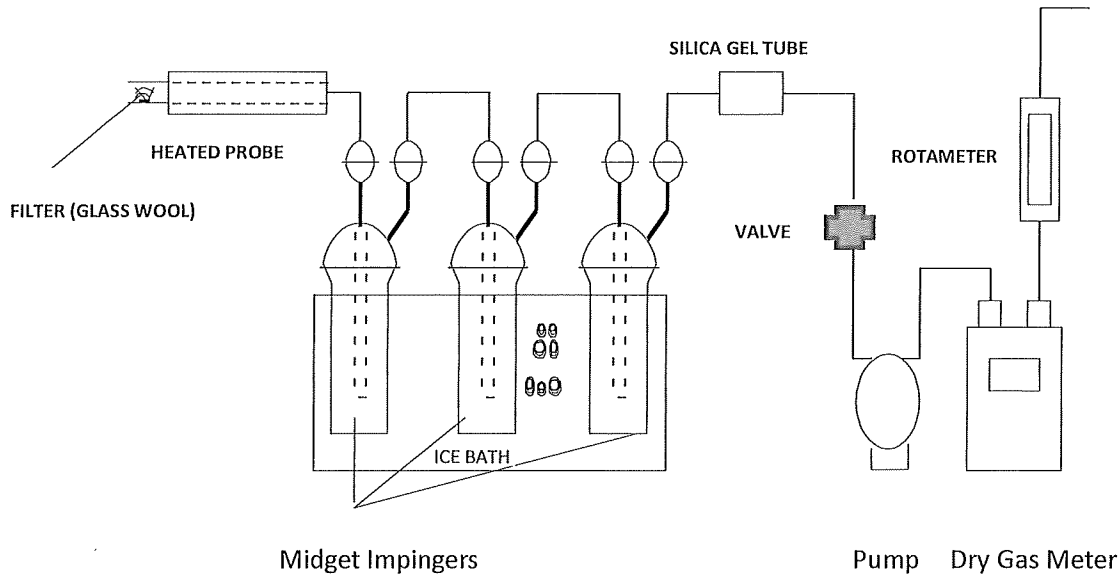 SILICA GEL TUBE
HEATED PROBE
ROTAMETER
FILTER (GLASS WOOL)
VALVE
ICE BATH
Midget Impingers
Pump
Dry Gas Meter